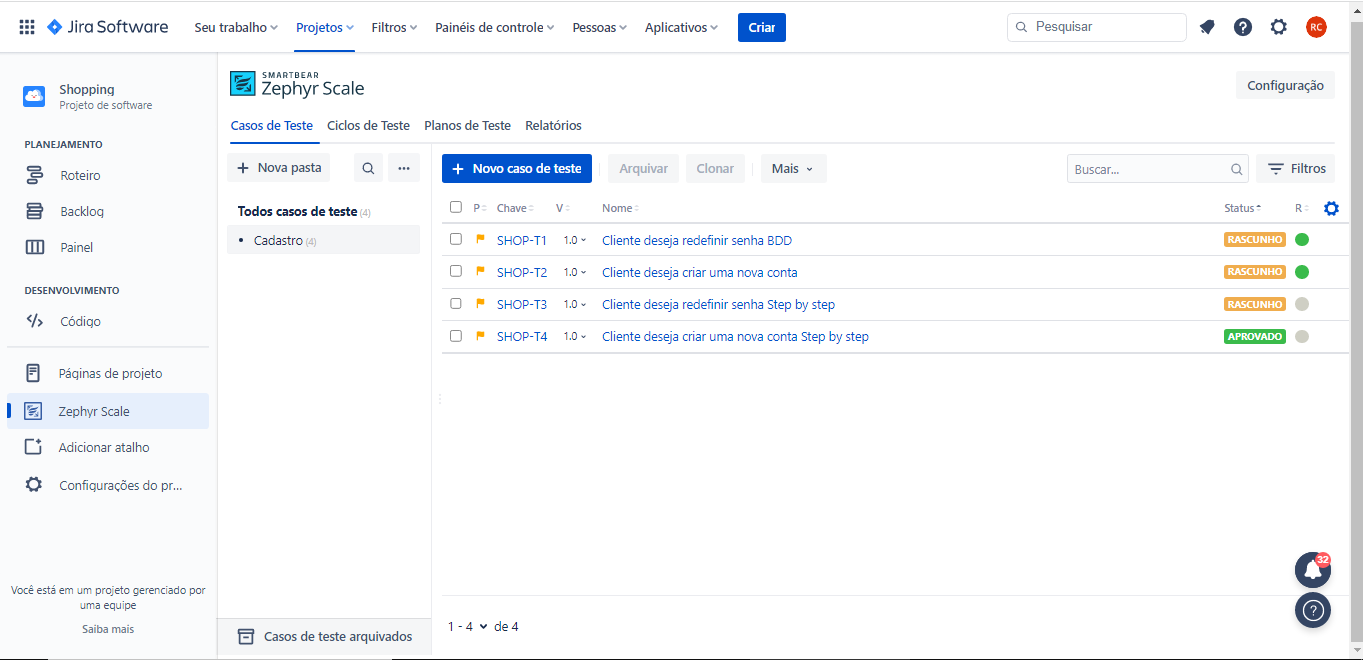 Jira Software Seu trabalho Projetos Filtros Painéis de controle Pessoas Aplicativos Criar Pesquisar RC
Shopping
Projeto de software
PLANEJAMENTO
Roteiro
Backlog
Painel
DESENVOLVIMENTO
Código
Páginas de projeto
Zephyr Scale
Adicionar atalho
Configurações do pr...
Você está em um projeto gerenciado por
uma equipe
Saiba mais
SMARTBEAR
Zephyr Scale
Configuração
Casos de Teste Ciclos de Teste Planos de Teste Relatórios
+ Nova pasta ...
Todos casos de teste (4)
• Cadastro (4)
Casos de teste arquivados
+ Novo caso de teste Arquivar Clonar Mais Buscar... Filtros
P Chave V Nome Status R
SHOP-T1 1.0 Cliente deseja redefinir senha BDD RASCUNHO
SHOP-T2 1.0 Cliente deseja criar uma nova conta RASCUNHO
SHOP-T3 1.0 Cliente deseja redefinir senha Step by step RASCUNHO
SHOP-T4 1.0 Cliente deseja criar uma nova conta Step by step APROVADO
32
?
1 - 4 de 4